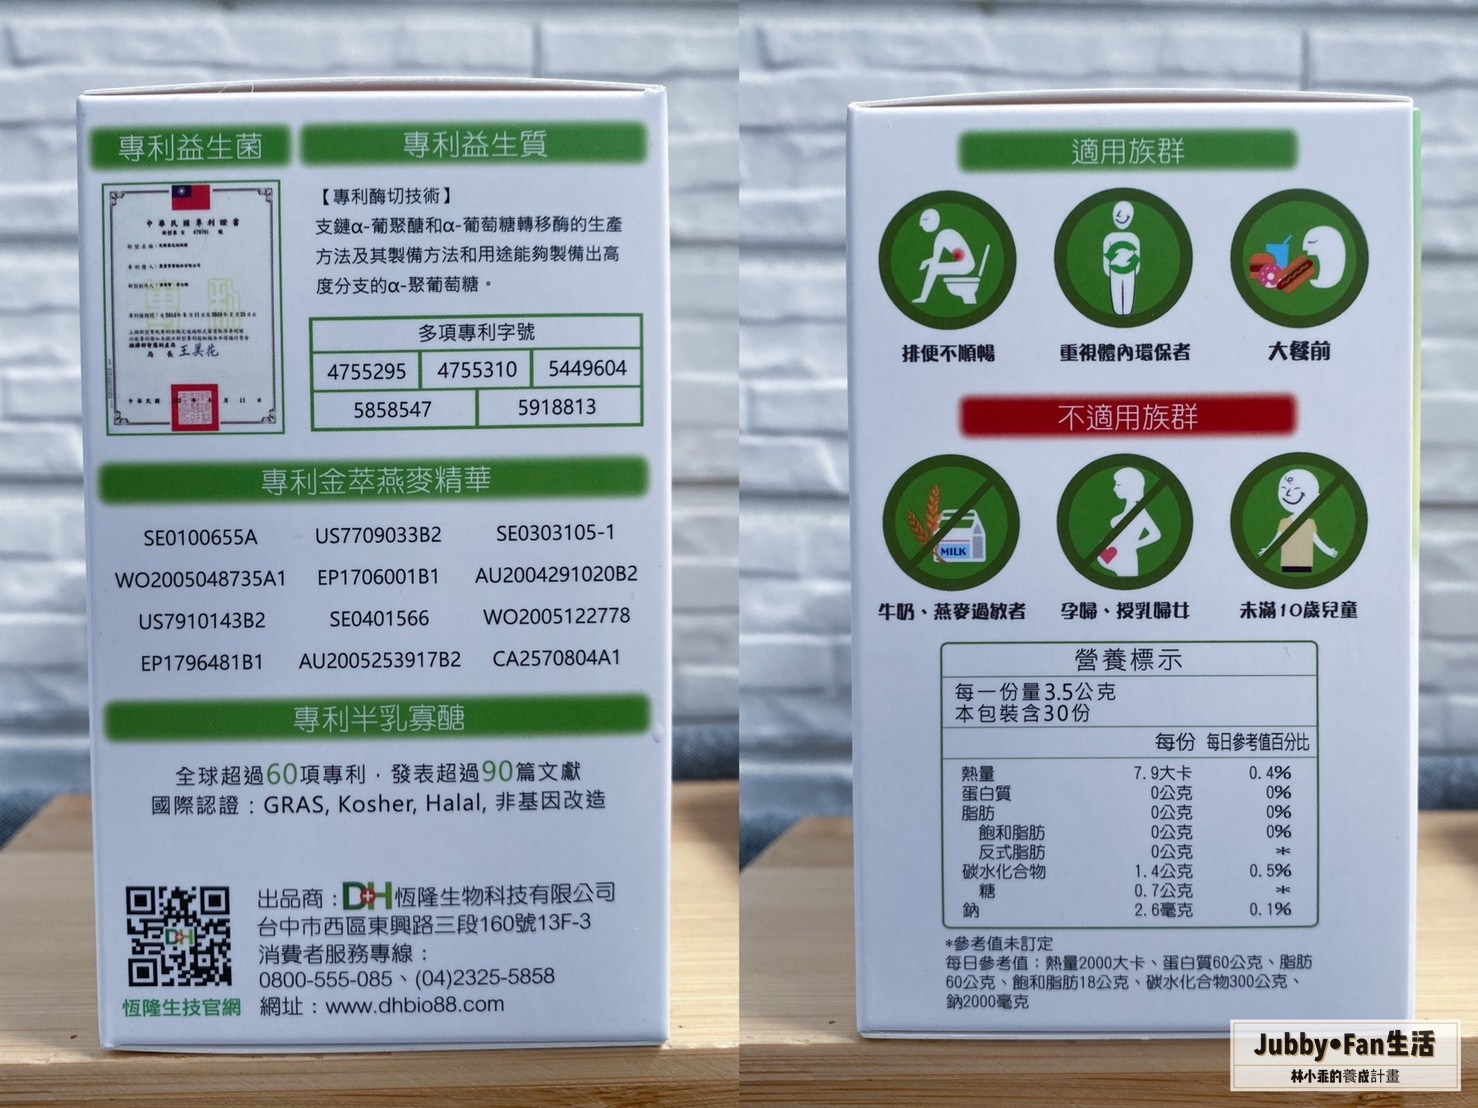 專利益生菌
專利益生質
中華民國專利證書
局長 王美花
【專利酶切技術】
支鏈α-葡聚醣和α-葡萄糖轉移酶的生產
方法及其製備方法和用途能夠製備出高
度分支的α-聚葡萄糖。
多項專利字號
4755295 4755310 5449604
5858547 5918813
專利金萃燕麥精華
SE0100655A US7709033B2 SE0303105-1
WO2005048735A1 EP1706001B1 AU2004291020B2
US7910143B2 SE0401566 WO2005122778
EP1796481B1 AU2005253917B2 CA2570804A1
專利半乳寡醣
全球超過60項專利，發表超過90篇文獻
國際認證：GRAS, Kosher, Halal, 非基因改造
DH
恆隆生技官網
出品商：DH恆隆生物科技有限公司
台中市西區東興路三段160號13F-3
消費者服務專線：
0800-555-085、(04)2325-5858
網址：www.dhbio88.com
適用族群
排便不順暢
重視體內環保者
大餐前
不適用族群
MILK
牛奶、燕麥過敏者
孕婦、授乳婦女
未滿10歲兒童
營養標示
每一份量3.5公克
本包裝含30份
每份 每日參考值百分比
熱量 7.9大卡 0.4%
蛋白質 0公克 0%
脂肪 0公克 0%
飽和脂肪 0公克 0%
反式脂肪 0公克 *
碳水化合物 1.4公克 0.5%
糖 0.7公克 *
鈉 2.6毫克 0.1%
*參考值未訂定
每日參考值：熱量2000大卡、蛋白質60公克、脂肪
60公克、飽和脂肪18公克、碳水化合物300公克、
鈉2000毫克
Jubby•Fan生活
林小乖的養成計畫